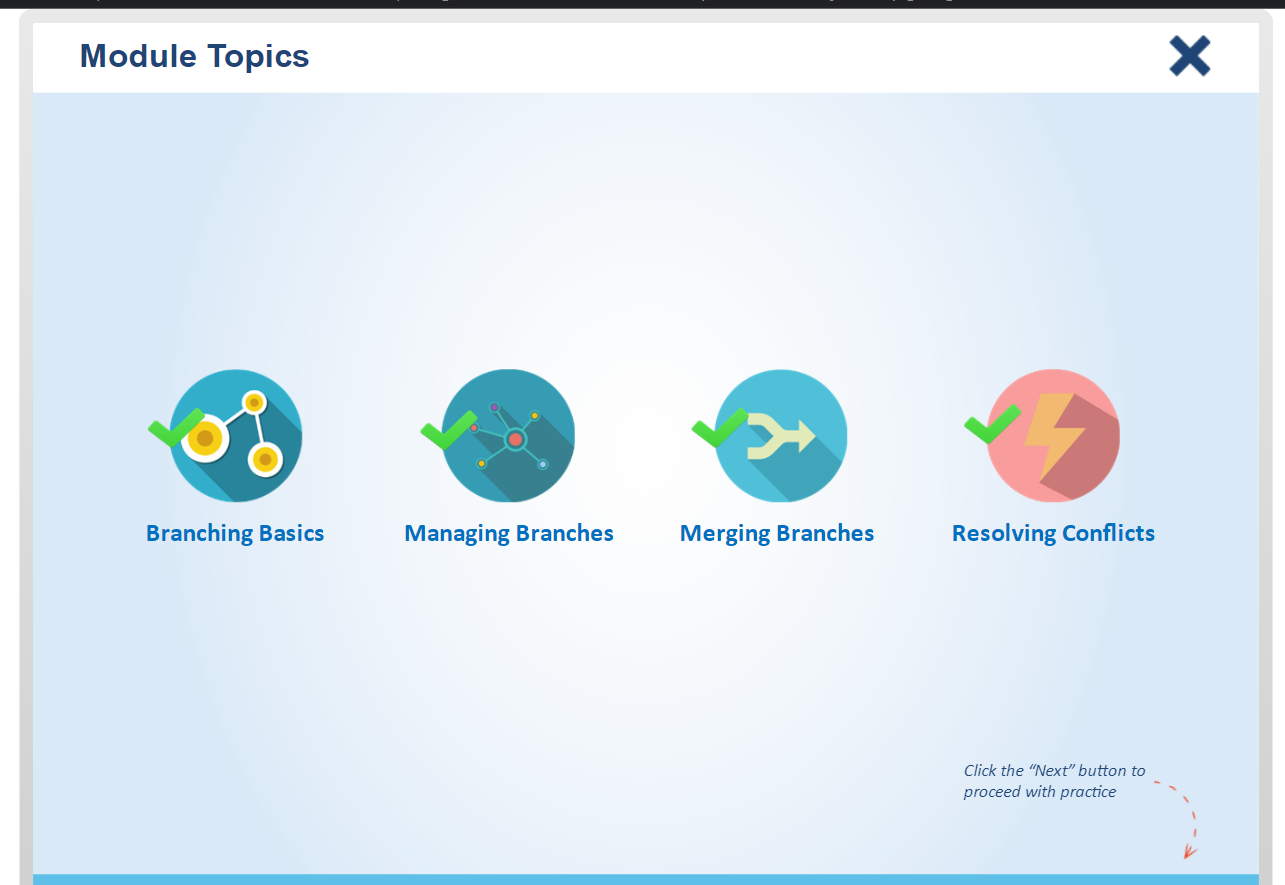 Module Topics
Branching Basics
Managing Branches
Merging Branches
Resolving Conflicts
Click the “Next” button to
proceed with practice